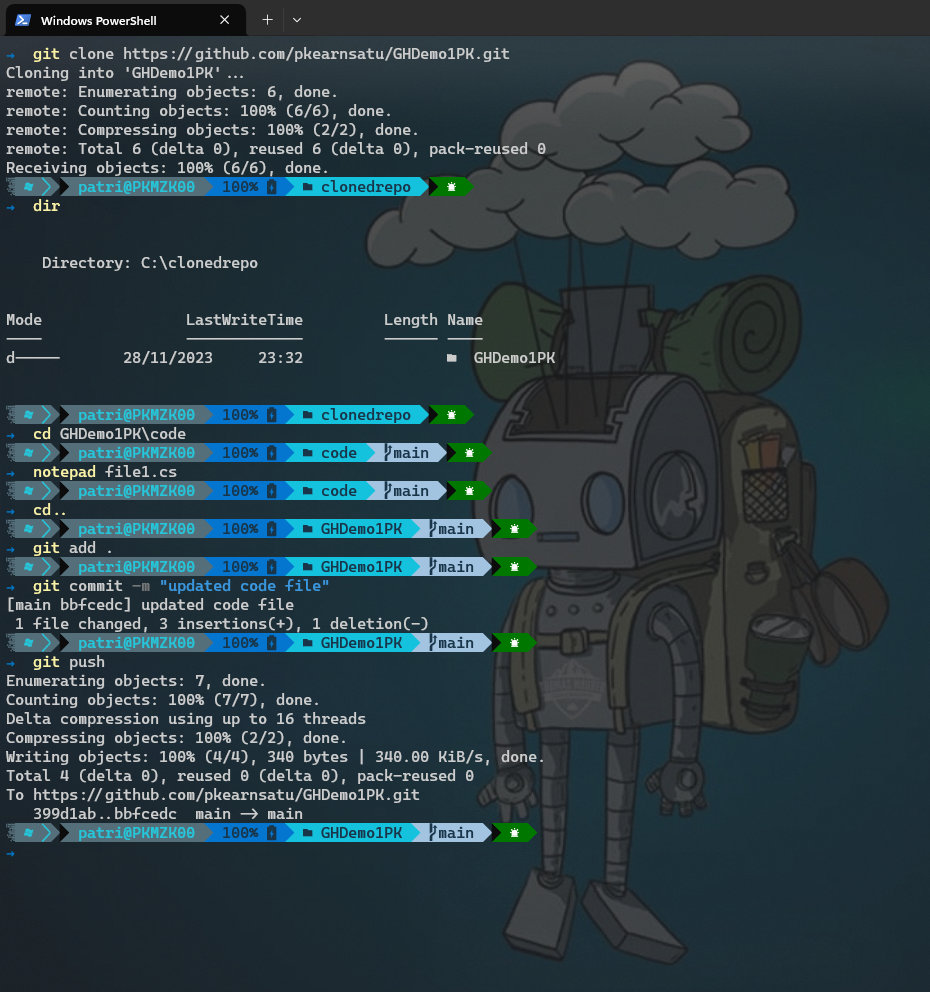 Windows PowerShell
→ git clone https://github.com/pkearnsatu/GHDemo1PK.git
Cloning into 'GHDemo1PK'...
remote: Enumerating objects: 6, done.
remote: Counting objects: 100% (6/6), done.
remote: Compressing objects: 100% (2/2), done.
remote: Total 6 (delta 0), reused 6 (delta 0), pack-reused 0
Receiving objects: 100% (6/6), done.
patri@PKMZK00 100% clonedrepo
→ dir
Directory: C:\clonedrepo
Mode LastWriteTime Length Name
d----- 28/11/2023 23:32 GHDemo1PK
patri@PKMZK00 100% clonedrepo
→ cd GHDemo1PK\code
patri@PKMZK00 100% code main
→ notepad file1.cs
patri@PKMZK00 100% code main
→ cd..
patri@PKMZK00 100% GHDemo1PK main
→ git add .
patri@PKMZK00 100% GHDemo1PK main
→ git commit -m "updated code file"
[main bbfcedc] updated code file
1 file changed, 3 insertions(+), 1 deletion(-)
patri@PKMZK00 100% GHDemo1PK main
→ git push
Enumerating objects: 7, done.
Counting objects: 100% (7/7), done.
Delta compression using up to 16 threads
Compressing objects: 100% (2/2), done.
Writing objects: 100% (4/4), 340 bytes | 340.00 KiB/s, done.
Total 4 (delta 0), reused 0 (delta 0), pack-reused 0
To https://github.com/pkearnsatu/GHDemo1PK.git
399d1ab..bbfcedc main -> main
patri@PKMZK00 100% GHDemo1PK main
→